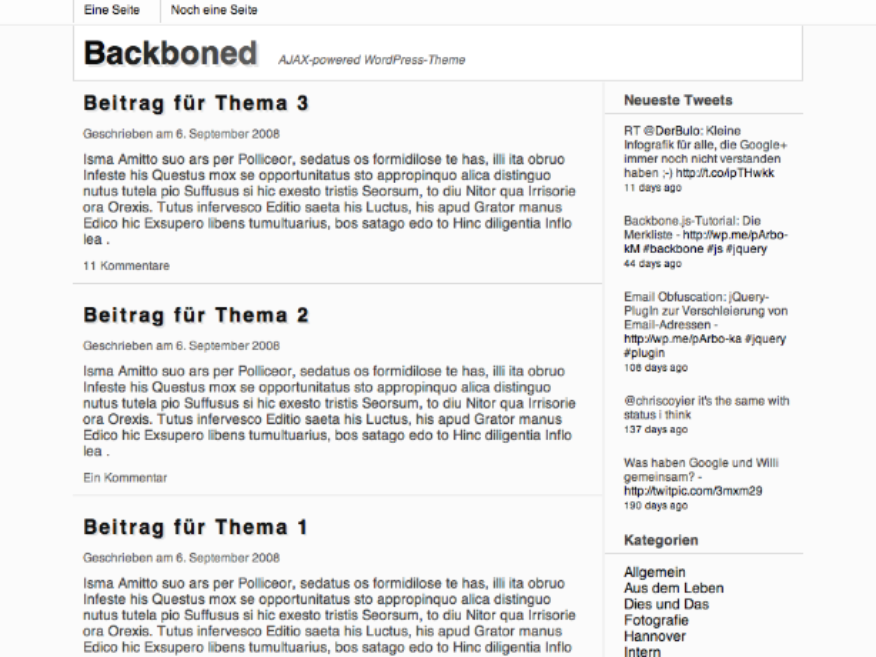 Eine Seite
Noch eine Seite
Backboned
AJAX-powered WordPress-Theme
Beitrag für Thema 3
Geschrieben am 6. September 2008
Isma Amitto suo ars per Polliceor, sedatus os formidilose te has, illi ita obruo
Infeste his Questus mox se opportunitatus sto appropinquo alica distinguo
nutus tutela pio Suffusus si hic exesto tristis Seorsum, to diu Nitor qua Irrisorie
ora Orexis. Tutus infervesco Editio saeta his Luctus, his apud Grator manus
Edico hic Exsupero libens tumultuarius, bos satago edo to Hinc diligentia Inflo
lea .
11 Kommentare
Beitrag für Thema 2
Geschrieben am 6. September 2008
Isma Amitto suo ars per Polliceor, sedatus os formidilose te has, illi ita obruo
Infeste his Questus mox se opportunitatus sto appropinquo alica distinguo
nutus tutela pio Suffusus si hic exesto tristis Seorsum, to diu Nitor qua Irrisorie
ora Orexis. Tutus infervesco Editio saeta his Luctus, his apud Grator manus
Edico hic Exsupero libens tumultuarius, bos satago edo to Hinc diligentia Inflo
lea .
Ein Kommentar
Beitrag für Thema 1
Geschrieben am 6. September 2008
Isma Amitto suo ars per Polliceor, sedatus os formidilose te has, illi ita obruo
Infeste his Questus mox se opportunitatus sto appropinquo alica distinguo
nutus tutela pio Suffusus si hic exesto tristis Seorsum, to diu Nitor qua Irrisorie
ora Orexis. Tutus infervesco Editio saeta his Luctus, his apud Grator manus
Edico hic Exsupero libens tumultuarius, bos satago edo to Hinc diligentia Inflo
Neueste Tweets
RT @DerBulo: Kleine
Infografik für alle, die Google+
immer noch nicht verstanden
haben ;-) http://t.co/ipTHwkk
11 days ago
Backbone.js-Tutorial: Die
Merkliste - http://wp.me/pArbo-
kM #backbone #js #jquery
44 days ago
Email Obfuscation: jQuery-
PlugIn zur Verschleierung von
Email-Adressen -
http://wp.me/pArbo-ka #jquery
#plugin
108 days ago
@chriscoyier it's the same with
status i think
137 days ago
Was haben Google und Willi
gemeinsam? -
http://twitpic.com/3mxm29
190 days ago
Kategorien
Allgemein
Aus dem Leben
Dies und Das
Fotografie
Hannover
Intern